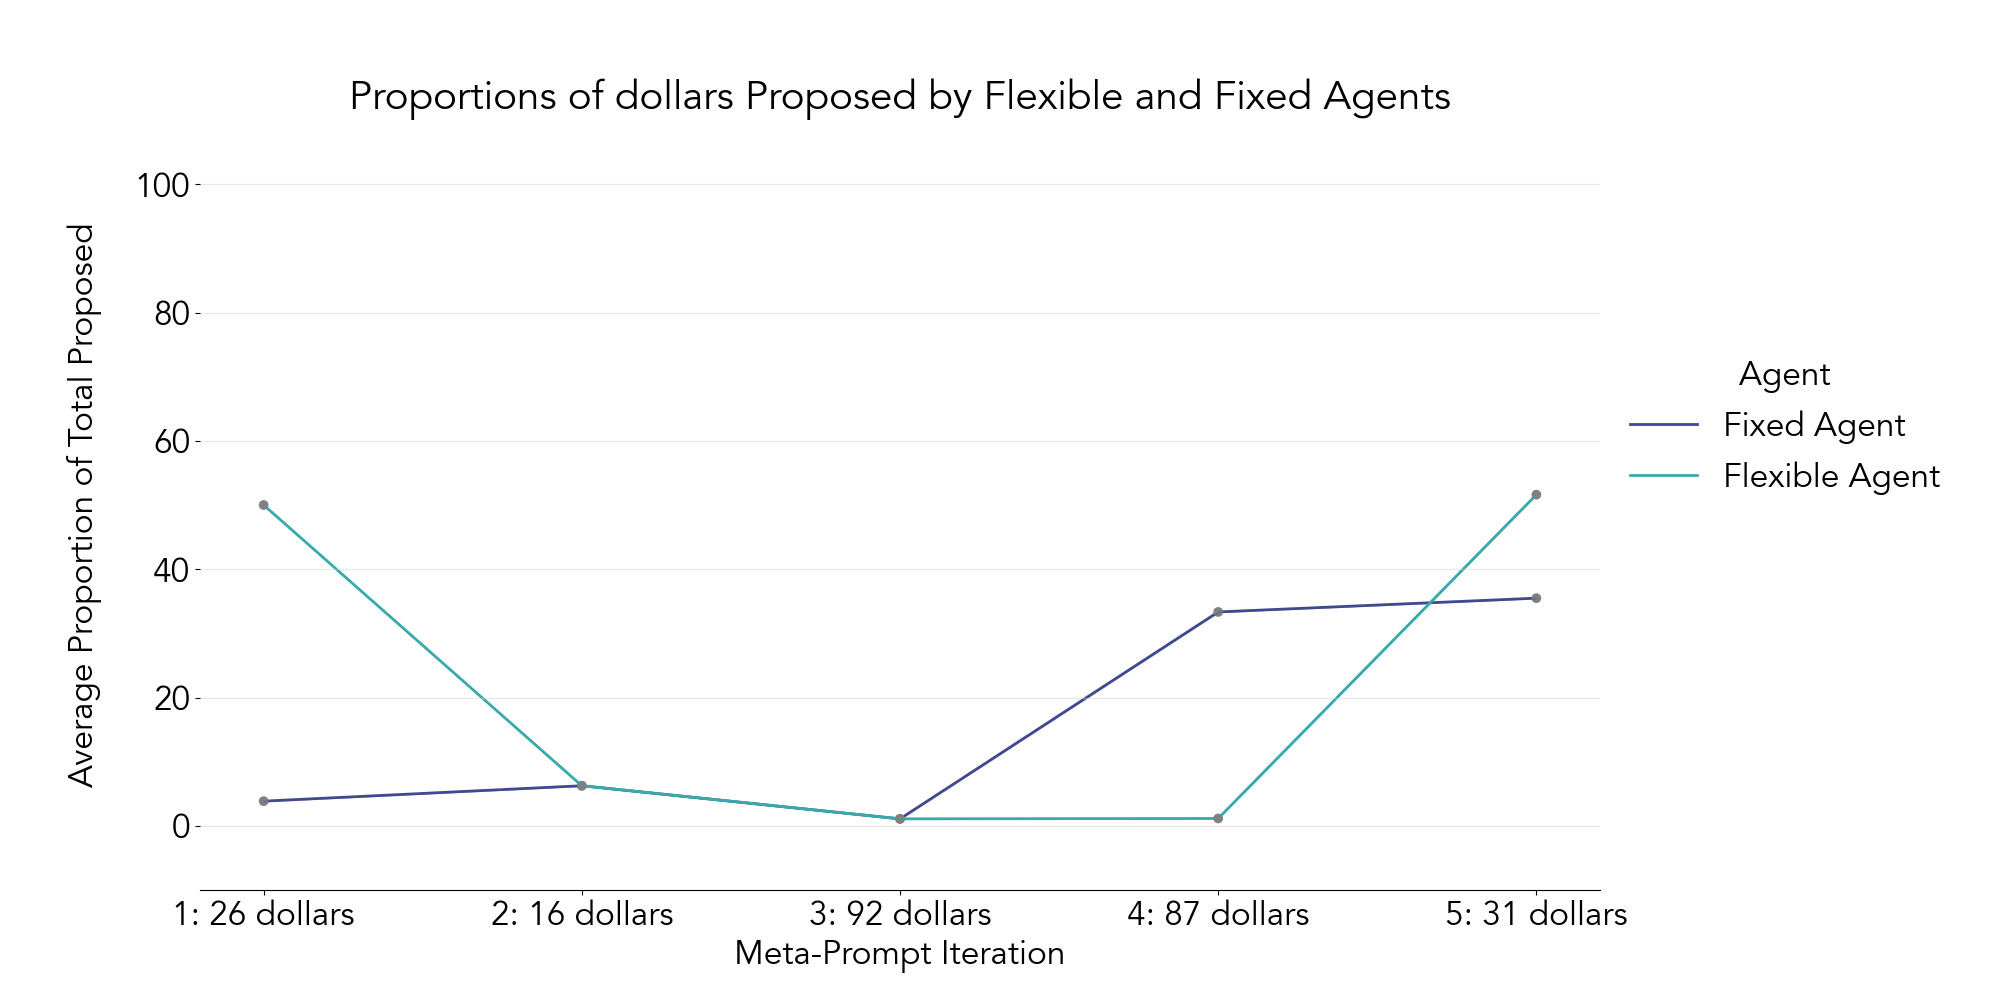 Proportions of dollars Proposed by Flexible and Fixed Agents
Average Proportion of Total Proposed
100
80
60
40
20
0
1: 26 dollars
2: 16 dollars
3: 92 dollars
4: 87 dollars
5: 31 dollars
Meta-Prompt Iteration
Agent
Fixed Agent
Flexible Agent